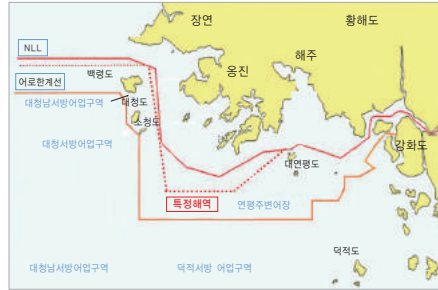 장연
황해도
NLL
해주
백령도
옹진
어로한계선
대청남서방어업구역
대청도
소청도
강화도
대청남서방어업구역
대연평도
특정해역
연평주변어장
덕적도
대청남서방어업구역
덕적서방 어업구역